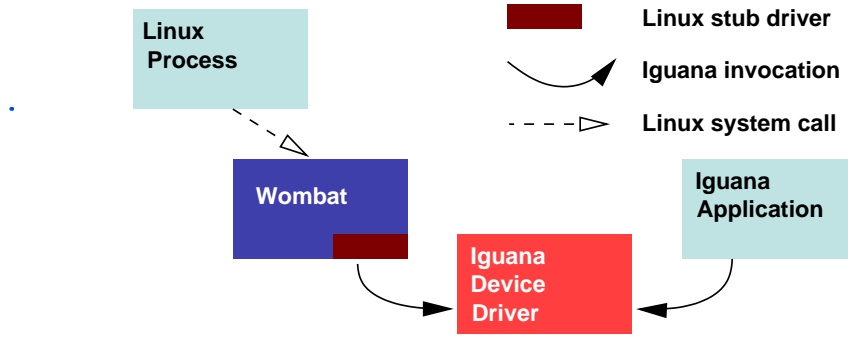 Linux
Process
Linux stub driver
Iguana invocation
Linux system call
Wombat
Iguana
Application
Iguana
Device
Driver